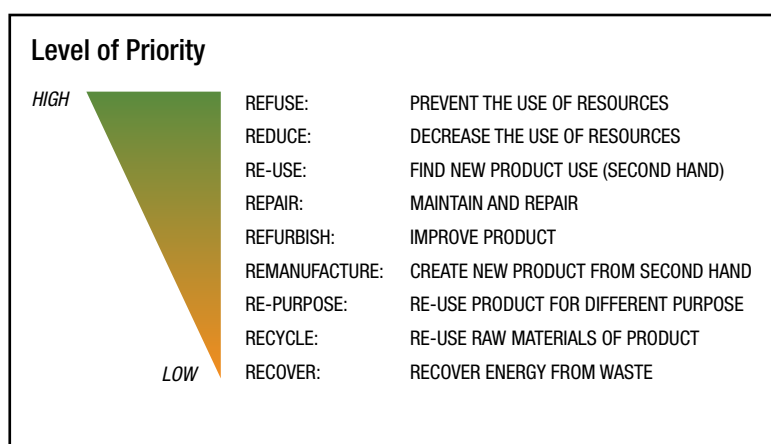 Level of Priority
HIGH
REFUSE: PREVENT THE USE OF RESOURCES
REDUCE: DECREASE THE USE OF RESOURCES
RE-USE: FIND NEW PRODUCT USE (SECOND HAND)
REPAIR: MAINTAIN AND REPAIR
REFURBISH: IMPROVE PRODUCT
REMANUFACTURE: CREATE NEW PRODUCT FROM SECOND HAND
RE-PURPOSE: RE-USE PRODUCT FOR DIFFERENT PURPOSE
RECYCLE: RE-USE RAW MATERIALS OF PRODUCT
LOW
RECOVER: RECOVER ENERGY FROM WASTE